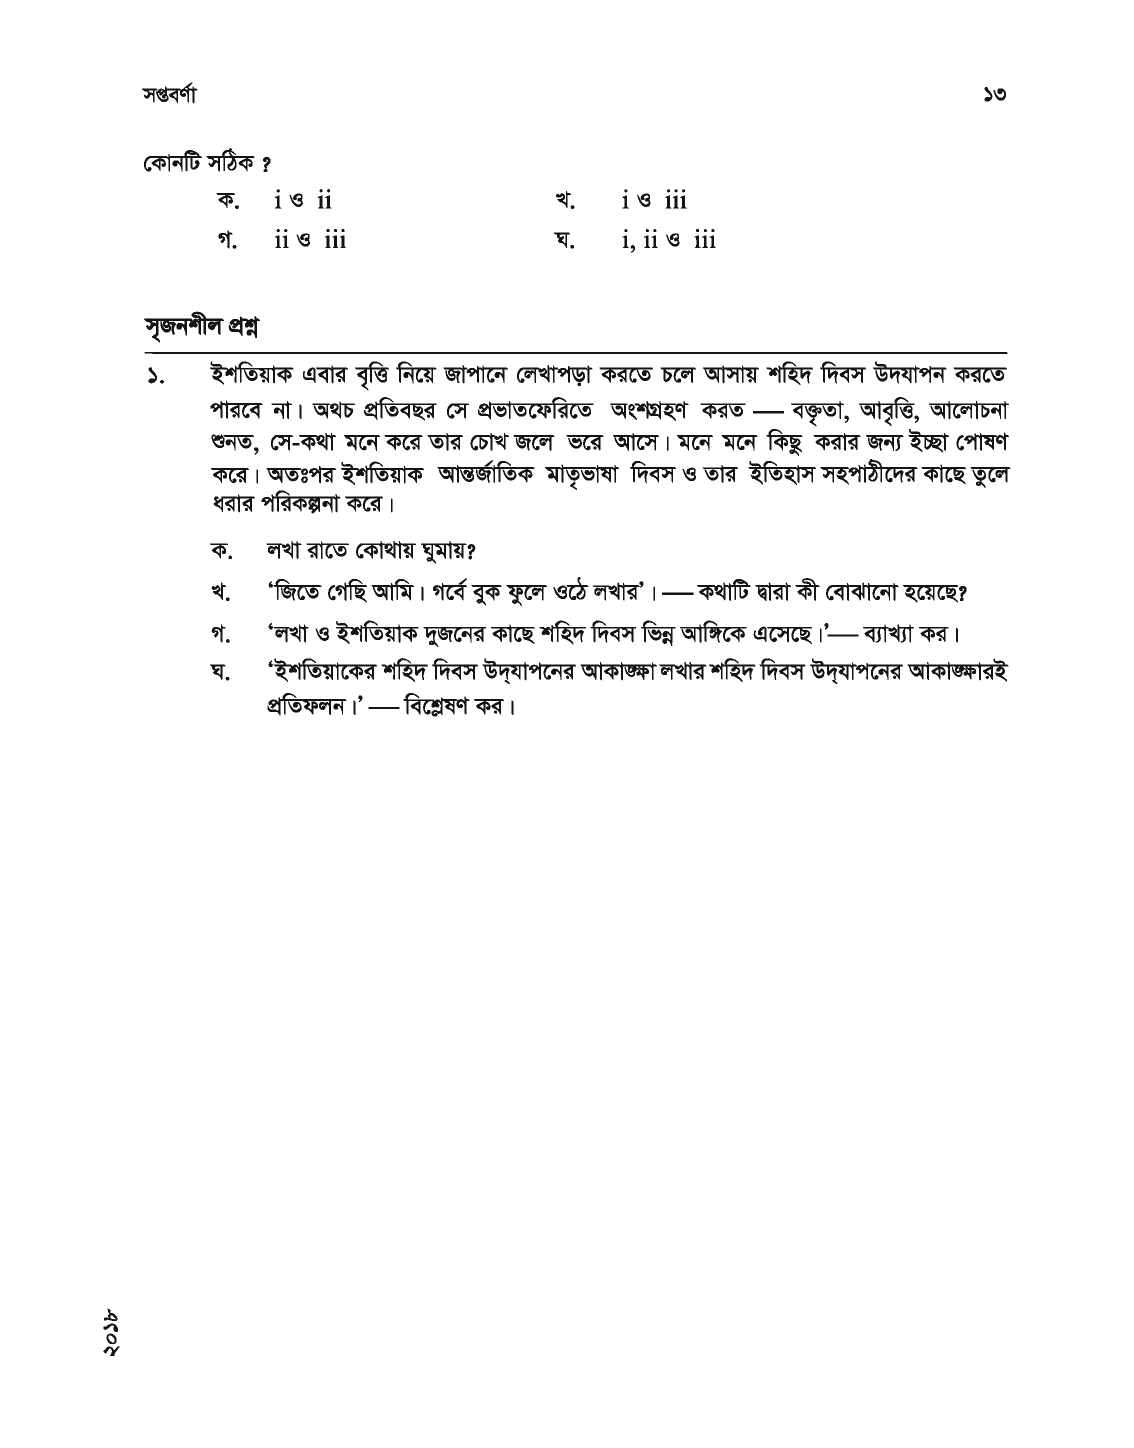 সপ্তবর্ণা ১৩
কোনটি সঠিক ?
ক. i ও ii খ. i ও iii
গ. ii ও iii ঘ. i, ii ও iii
সৃজনশীল প্রশ্ন
১. ইশতিয়াক এবার বৃত্তি নিয়ে জাপানে লেখাপড়া করতে চলে আসায় শহিদ দিবস উদযাপন করতে
পারবে না। অথচ প্রতিবছর সে প্রভাতফেরিতে অংশগ্রহণ করত — বক্তৃতা, আবৃত্তি, আলোচনা
শুনত, সে-কথা মনে করে তার চোখ জলে ভরে আসে। মনে মনে কিছু করার জন্য ইচ্ছা পোষণ
করে। অতঃপর ইশতিয়াক আন্তর্জাতিক মাতৃভাষা দিবস ও তার ইতিহাস সহপাঠীদের কাছে তুলে
ধরার পরিকল্পনা করে।
ক. লখা রাতে কোথায় ঘুমায়?
খ. ‘জিতে গেছি আমি। গর্বে বুক ফুলে ওঠে লখার’। — কথাটি দ্বারা কী বোঝানো হয়েছে?
গ. ‘লখা ও ইশতিয়াক দুজনের কাছে শহিদ দিবস ভিন্ন আঙ্গিকে এসেছে।’— ব্যাখ্যা কর।
ঘ. ‘ইশতিয়াকের শহিদ দিবস উদ্‌যাপনের আকাঙ্ক্ষা লখার শহিদ দিবস উদ্‌যাপনের আকাঙ্ক্ষারই
প্রতিফলন।’ — বিশ্লেষণ কর।
২০১৮